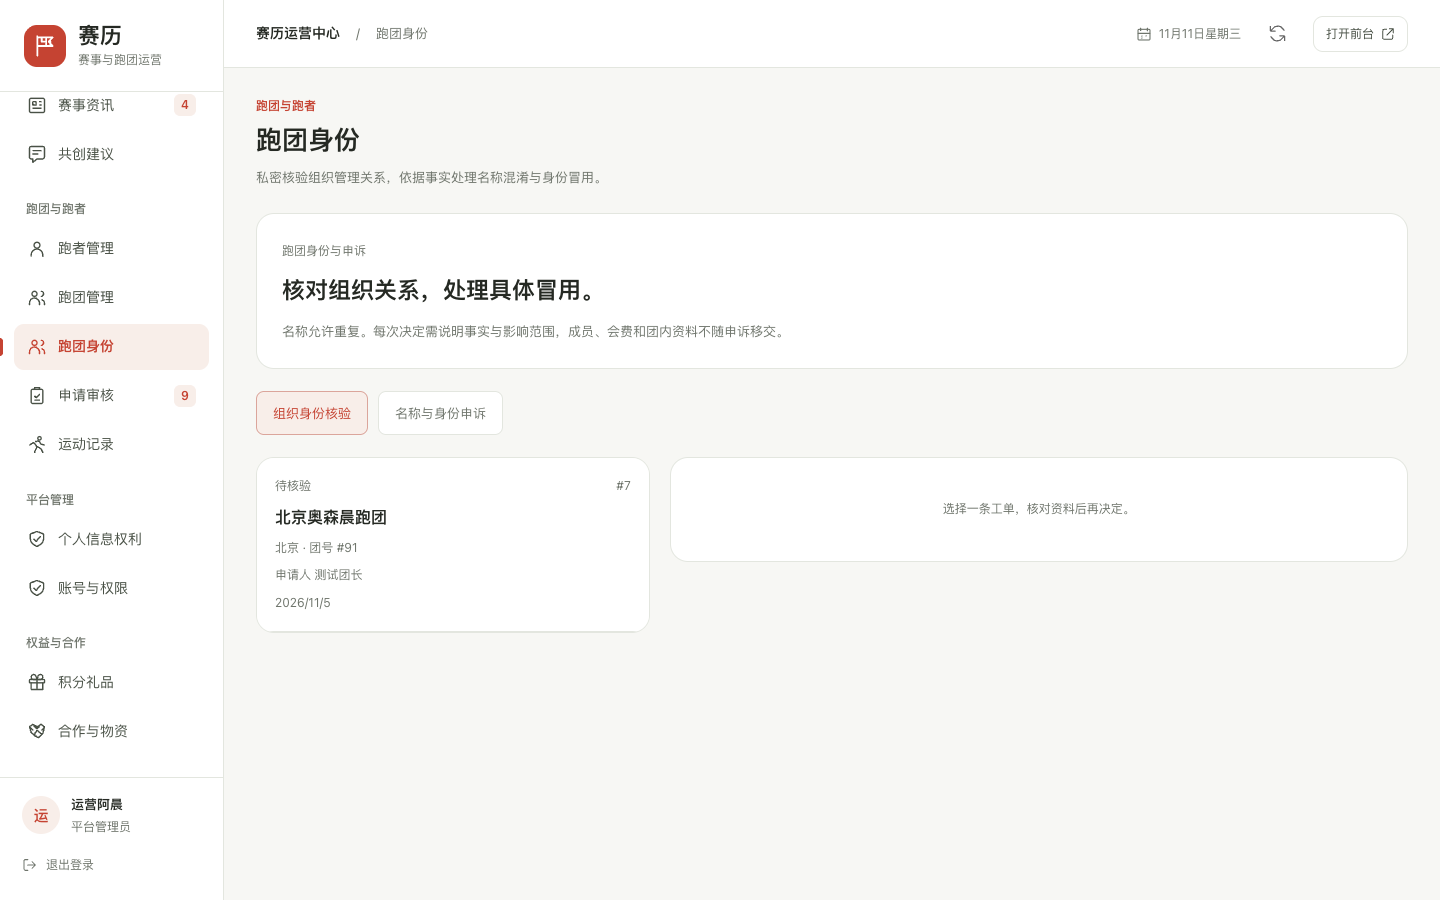 赛历
赛事与跑团运营
赛事资讯 4
共创建议
跑团与跑者
跑者管理
跑团管理
跑团身份
申请审核 9
运动记录
平台管理
个人信息权利
账号与权限
权益与合作
积分礼品
合作与物资
运
运营阿晨
平台管理员
退出登录
赛历运营中心 / 跑团身份
11月11日星期三
打开前台
跑团与跑者
跑团身份
私密核验组织管理关系，依据事实处理名称混淆与身份冒用。
跑团身份与申诉
核对组织关系，处理具体冒用。
名称允许重复。每次决定需说明事实与影响范围，成员、会费和团内资料不随申诉移交。
组织身份核验
名称与身份申诉
待核验 #7
北京奥森晨跑团
北京 · 团号 #91
申请人 测试团长
2026/11/5
选择一条工单，核对资料后再决定。